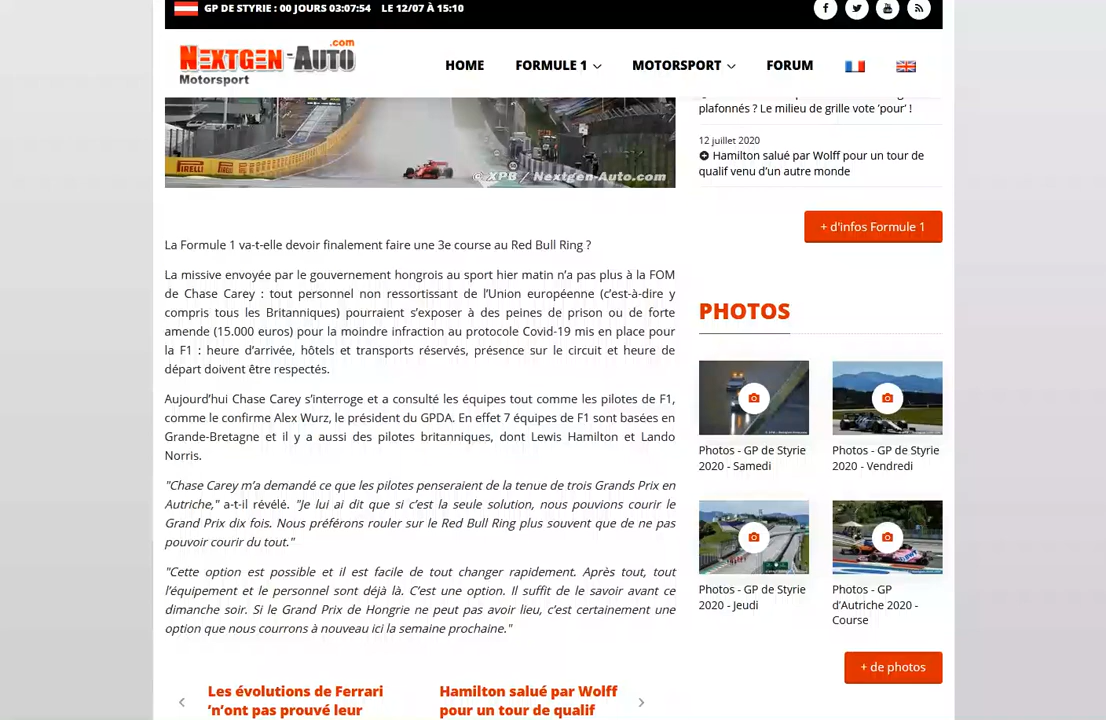 GP DE STYRIE : 00 JOURS 03:07:54 LE 12/07 À 15:10
NEXTGEN-AUTO.com
Motorsport
HOME FORMULE 1 MOTORSPORT FORUM
PIRELLI
© XPB / Nextgen-Auto.com
La Formule 1 va-t-elle devoir finalement faire une 3e course au Red Bull Ring ?
La missive envoyée par le gouvernement hongrois au sport hier matin n’a pas plus à la FOM
de Chase Carey : tout personnel non ressortissant de l’Union européenne (c’est-à-dire y
compris tous les Britanniques) pourraient s’exposer à des peines de prison ou de forte
amende (15.000 euros) pour la moindre infraction au protocole Covid-19 mis en place pour
la F1 : heure d’arrivée, hôtels et transports réservés, présence sur le circuit et heure de
départ doivent être respectés.
Aujourd’hui Chase Carey s’interroge et a consulté les équipes tout comme les pilotes de F1,
comme le confirme Alex Wurz, le président du GPDA. En effet 7 équipes de F1 sont basées en
Grande-Bretagne et il y a aussi des pilotes britanniques, dont Lewis Hamilton et Lando
Norris.
"Chase Carey m’a demandé ce que les pilotes penseraient de la tenue de trois Grands Prix en
Autriche," a-t-il révélé. "Je lui ai dit que si c’est la seule solution, nous pouvions courir le
Grand Prix dix fois. Nous préférons rouler sur le Red Bull Ring plus souvent que de ne pas
pouvoir courir du tout."
"Cette option est possible et il est facile de tout changer rapidement. Après tout, tout
l’équipement et le personnel sont déjà là. C’est une option. Il suffit de le savoir avant ce
dimanche soir. Si le Grand Prix de Hongrie ne peut pas avoir lieu, c’est certainement une
option que nous courrons à nouveau ici la semaine prochaine."
Les évolutions de Ferrari
’n’ont pas prouvé leur
Hamilton salué par Wolff
pour un tour de qualif
plafonnés ? Le milieu de grille vote ’pour’ !
12 juillet 2020
Hamilton salué par Wolff pour un tour de
qualif venu d’un autre monde
+ d'infos Formule 1
PHOTOS
Photos - GP de Styrie
2020 - Samedi
Photos - GP de Styrie
2020 - Vendredi
Photos - GP de Styrie
2020 - Jeudi
Photos - GP
d’Autriche 2020 -
Course
+ de photos